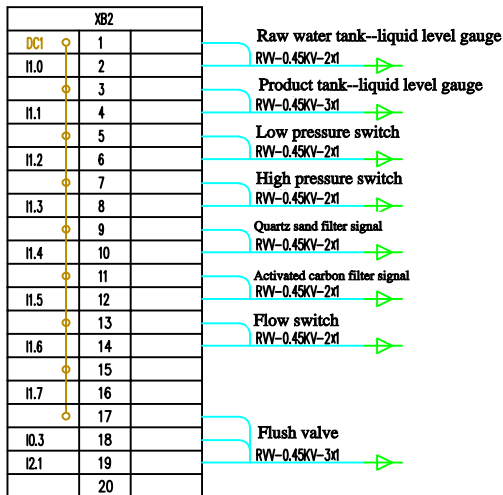 XB2
Raw water tank--liquid level gauge
DC1 1
RVV-0.45KV-2x1
I1.0 2
Product tank--liquid level gauge
3
RVV-0.45KV-3x1
I1.1 4
Low pressure switch
5
RVV-0.45KV-2x1
I1.2 6
High pressure switch
7
RVV-0.45KV-2x1
I1.3 8
Quartz sand filter signal
9
RVV-0.45KV-2x1
I1.4 10
Activated carbon filter signal
11
RVV-0.45KV-2x1
I1.5 12
Flow switch
13
RVV-0.45KV-2x1
I1.6 14
15
I1.7 16
17
Flush valve
I0.3 18
RVV-0.45KV-3x1
I2.1 19
20